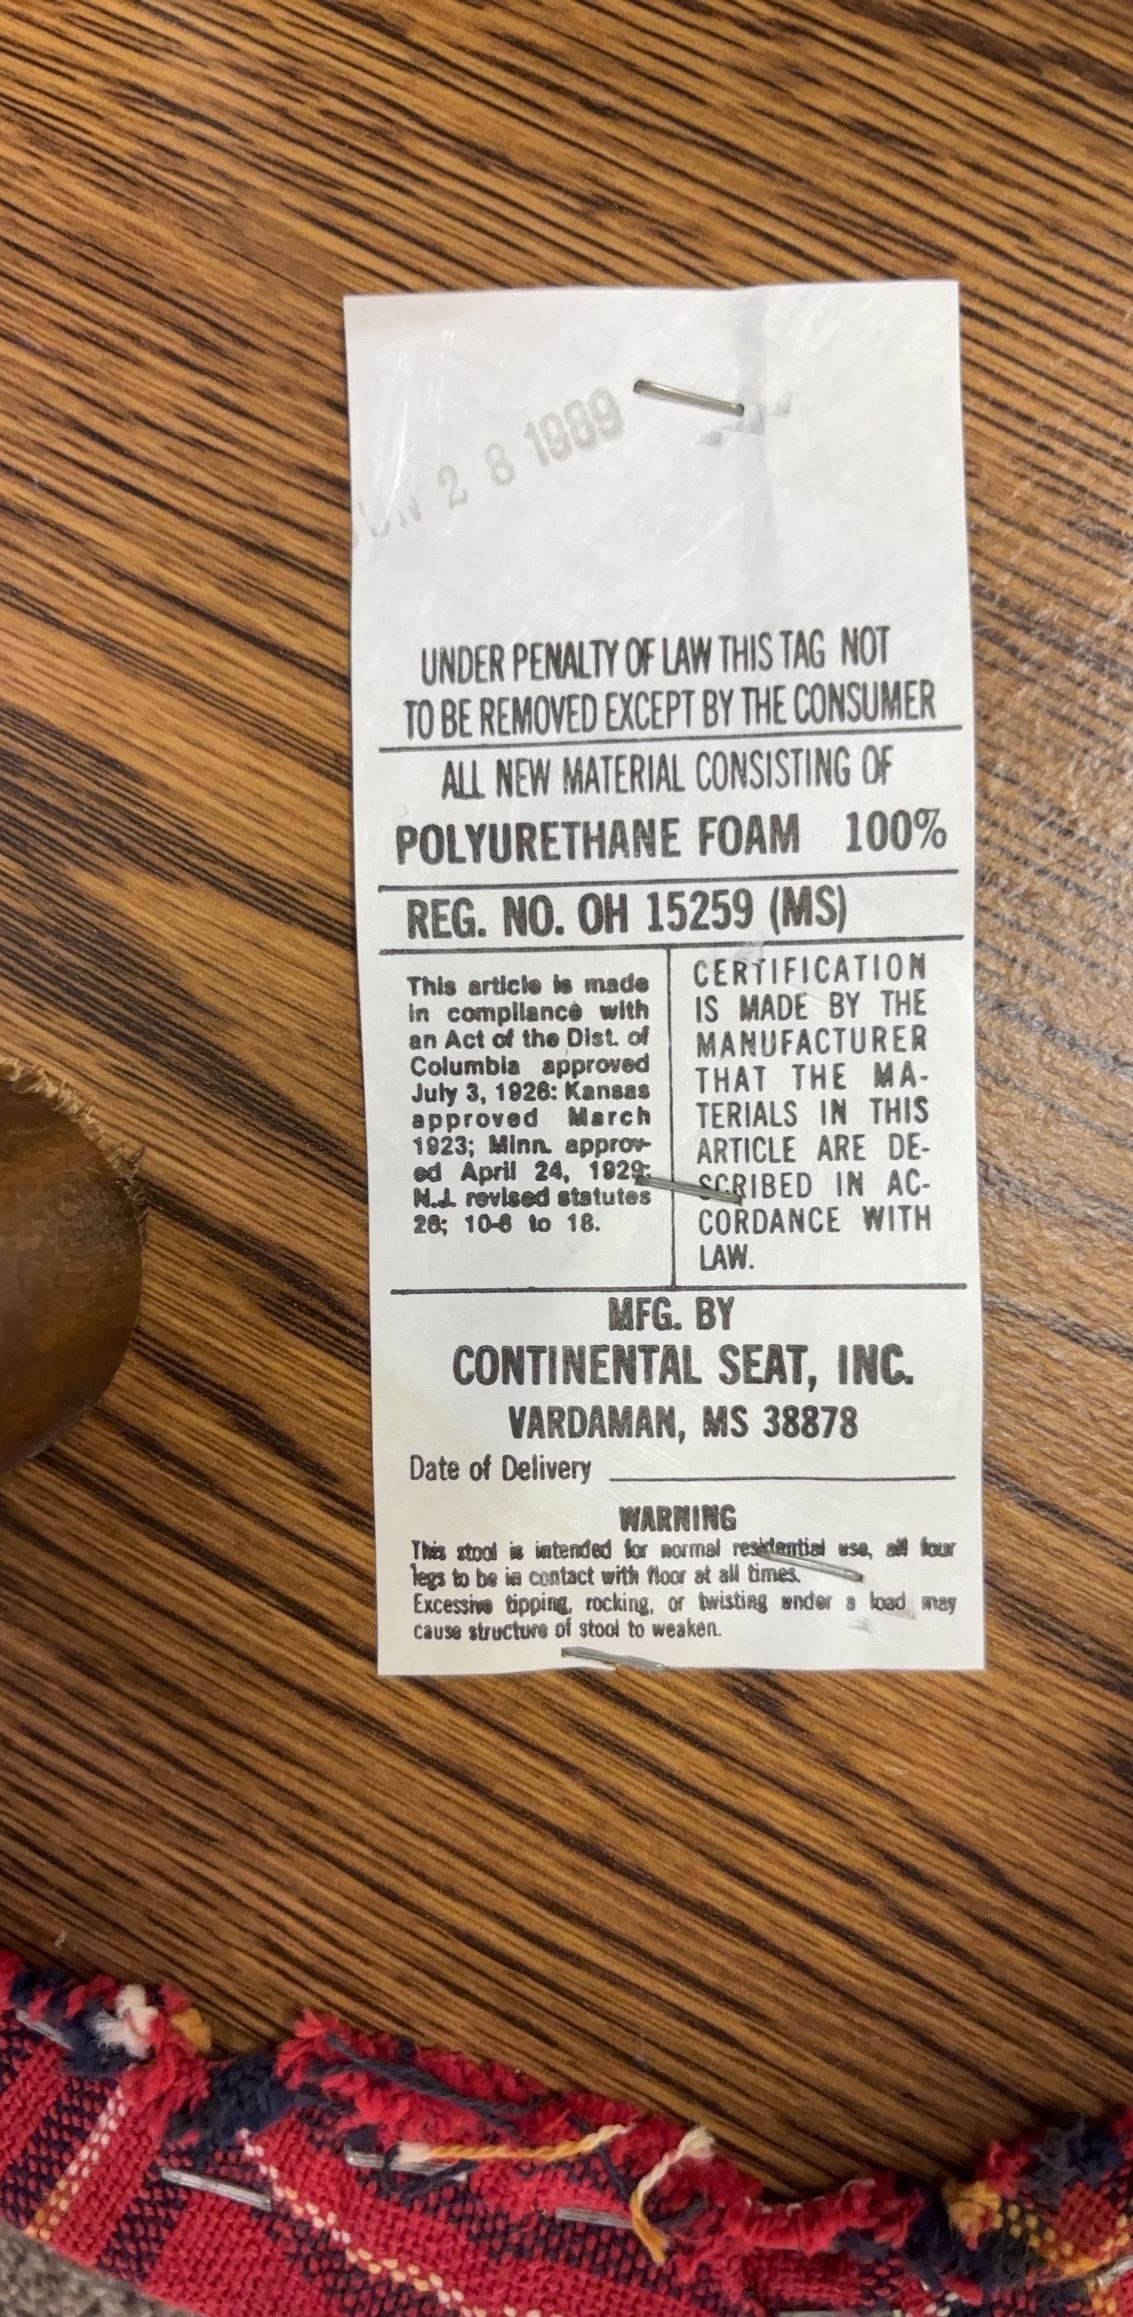 28 1989
UNDER PENALTY OF LAW THIS TAG NOT
TO BE REMOVED EXCEPT BY THE CONSUMER
ALL NEW MATERIAL CONSISTING OF
POLYURETHANE FOAM 100%
REG. NO. OH 15259 (MS)
This article is made
in compliance with
an Act of the Dist. of
Columbia approved
July 3, 1926: Kansas
approved March
1923; Minn. approv-
ed April 24, 1929:
N.J. revised statutes
26; 10-6 to 18.
CERTIFICATION
IS MADE BY THE
MANUFACTURER
THAT THE MA-
TERIALS IN THIS
ARTICLE ARE DE-
SCRIBED IN AC-
CORDANCE WITH
LAW.
MFG. BY
CONTINENTAL SEAT, INC.
VARDAMAN, MS 38878
Date of Delivery
WARNING
This stool is intended for normal residential use, all four
legs to be in contact with floor at all times.
Excessive tipping, rocking, or twisting under a load may
cause structure of stool to weaken.